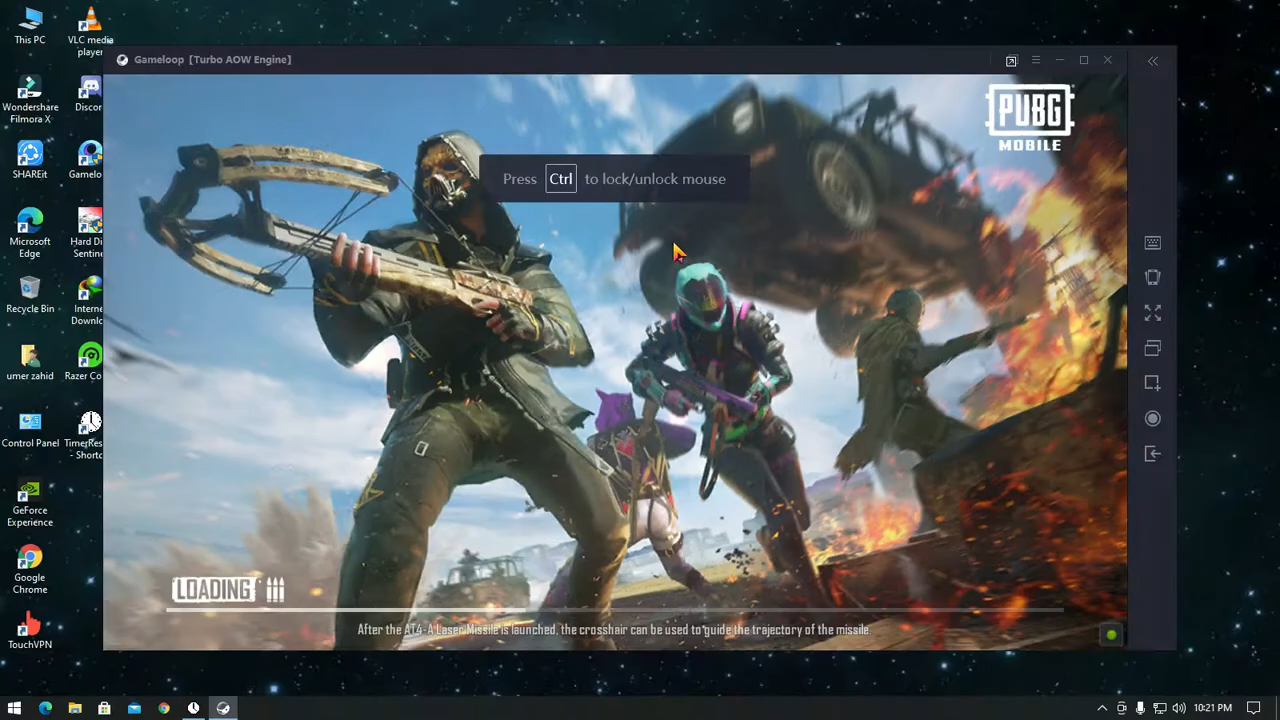 This PC
VLC media
player
Wondershare
Filmora X
Discor
SHAREit
Gamelo
Microsoft
Edge
Hard Di
Sentine
Recycle Bin
Interne
Downlo
umer zahid
Razer Co
Control Panel
TimerRes
- Shortc
GeForce
Experience
Google
Chrome
TouchVPN
Gameloop [Turbo AOW Engine]
PUBG
MOBILE
Press Ctrl to lock/unlock mouse
LOADING
After the AT4-A Laser Missile is launched, the crosshair can be used to guide the trajectory of the missile.
10:21 PM